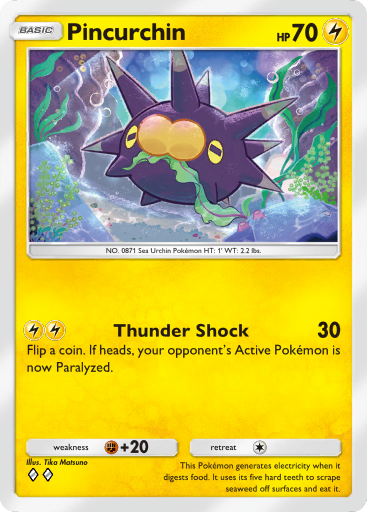 BASIC Pincurchin HP 70
NO. 0871 Sea Urchin Pokémon HT: 1' WT: 2.2 lbs.
Thunder Shock 30
Flip a coin. If heads, your opponent's Active Pokémon is
now Paralyzed.
weakness +20 retreat
Illus. Tika Matsuno
This Pokémon generates electricity when it
digests food. It uses its five hard teeth to scrape
seaweed off surfaces and eat it.